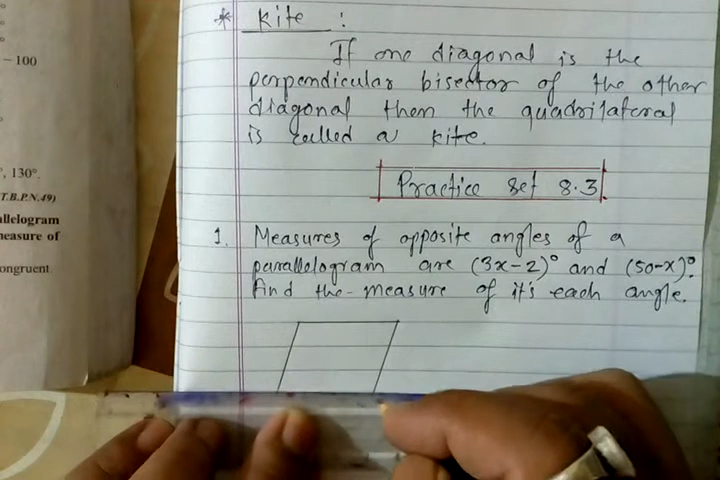 - 100
, 130°.
T.B.P.N.49)
allelogram
measure of
ongruent.
* Kite :
If one diagonal is the
perpendicular bisector of the other
diagonal then the quadrilateral
is called a kite.
Practice Set 8.3
1. Measures of opposite angles of a
parallelogram are (3x-2)° and (50-x)°.
find the measure of it's each angle.